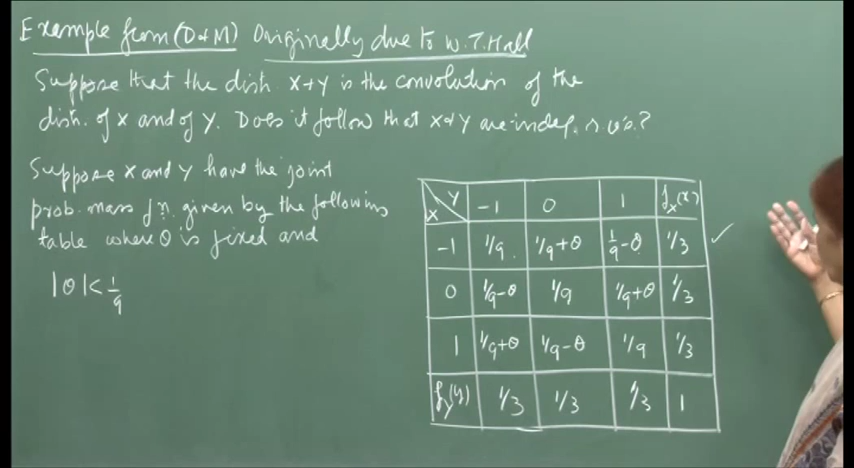 Example from (D&M) Originally due to W.T.Hall
Suppose that the distn. X+Y is the convolution of the
distn. of X and of Y. Does it follow that X & Y are indep. r.v's.?
Suppose X and Y have the joint
prob. mass fn. given by the following
table where θ is fixed and
|θ| < 1/9
X Y -1 0 1 f_X(x)
-1 1/9 1/9+θ 1/9-θ 1/3 ✓
0 1/9-θ 1/9 1/9+θ 1/3
1 1/9+θ 1/9-θ 1/9 1/3
f_Y(y) 1/3 1/3 1/3 1